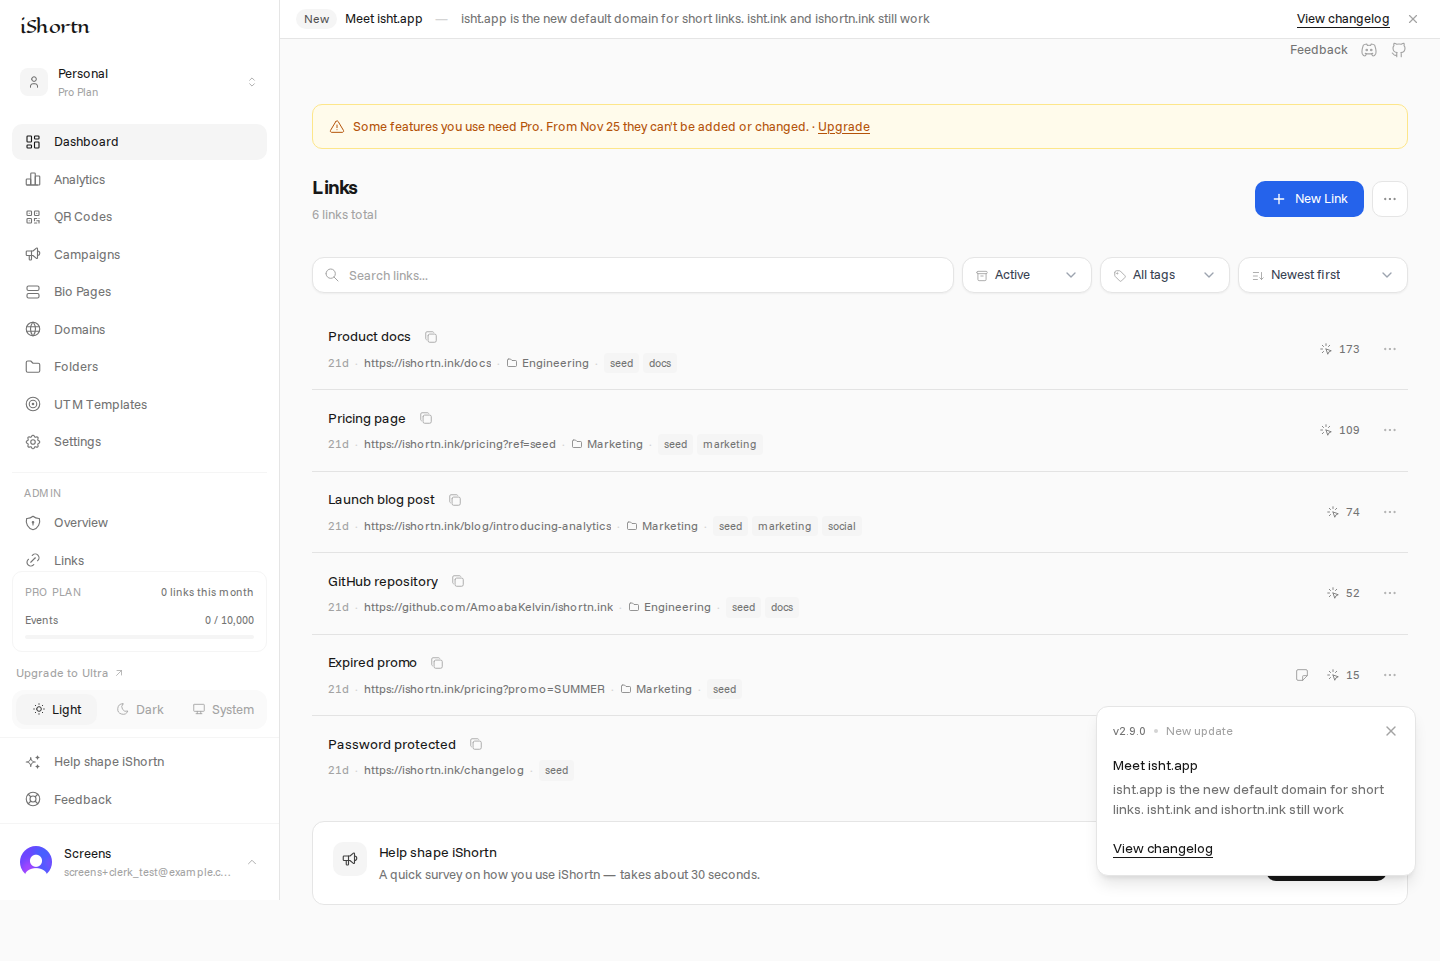 iShortn
Personal
Pro Plan
Dashboard
Analytics
QR Codes
Campaigns
Bio Pages
Domains
Folders
UTM Templates
Settings
ADMIN
Overview
Links
PRO PLAN 0 links this month
Events 0 / 10,000
Upgrade to Ultra
Light Dark System
Help shape iShortn
Feedback
Screens
screens+clerk_test@example.c...
New Meet isht.app — isht.app is the new default domain for short links. isht.ink and ishortn.ink still work View changelog
Feedback
Some features you use need Pro. From Nov 25 they can't be added or changed. · Upgrade
Links
6 links total
New Link
Search links... Active All tags Newest first
Product docs
21d · https://ishortn.ink/docs · Engineering · seed docs 173
Pricing page
21d · https://ishortn.ink/pricing?ref=seed · Marketing · seed marketing 109
Launch blog post
21d · https://ishortn.ink/blog/introducing-analytics · Marketing · seed marketing social 74
GitHub repository
21d · https://github.com/AmoabaKelvin/ishortn.ink · Engineering · seed docs 52
Expired promo
21d · https://ishortn.ink/pricing?promo=SUMMER · Marketing · seed 15
Password protected
21d · https://ishortn.ink/changelog · seed
Help shape iShortn
A quick survey on how you use iShortn — takes about 30 seconds.
v2.9.0 • New update
Meet isht.app
isht.app is the new default domain for short
links. isht.ink and ishortn.ink still work
View changelog